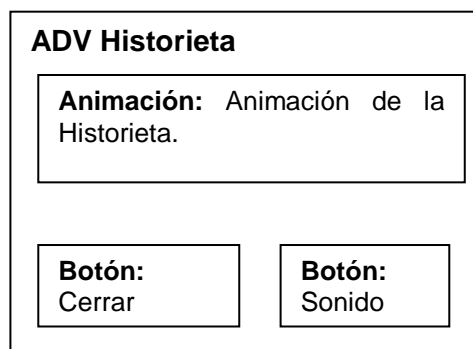 ADV Historieta
Animación: Animación de la
Historieta.
Botón:
Cerrar
Botón:
Sonido